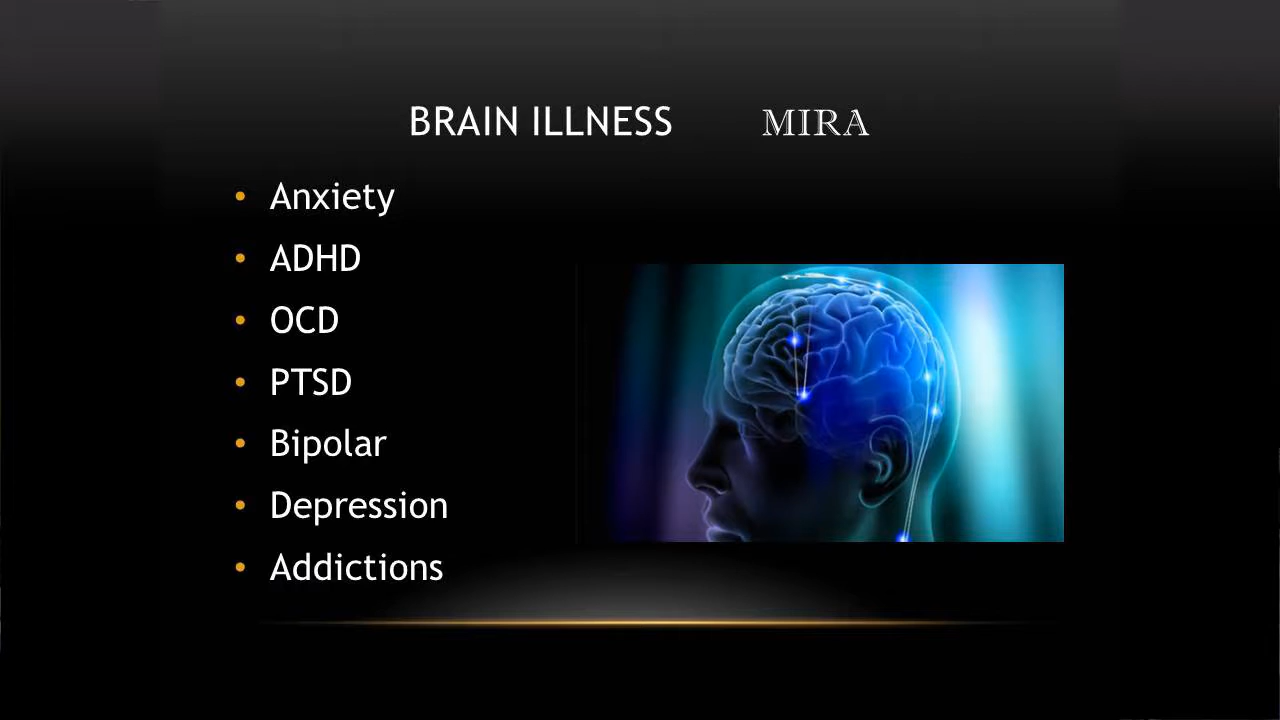 BRAIN ILLNESS MIRA
• Anxiety
• ADHD
• OCD
• PTSD
• Bipolar
• Depression
• Addictions